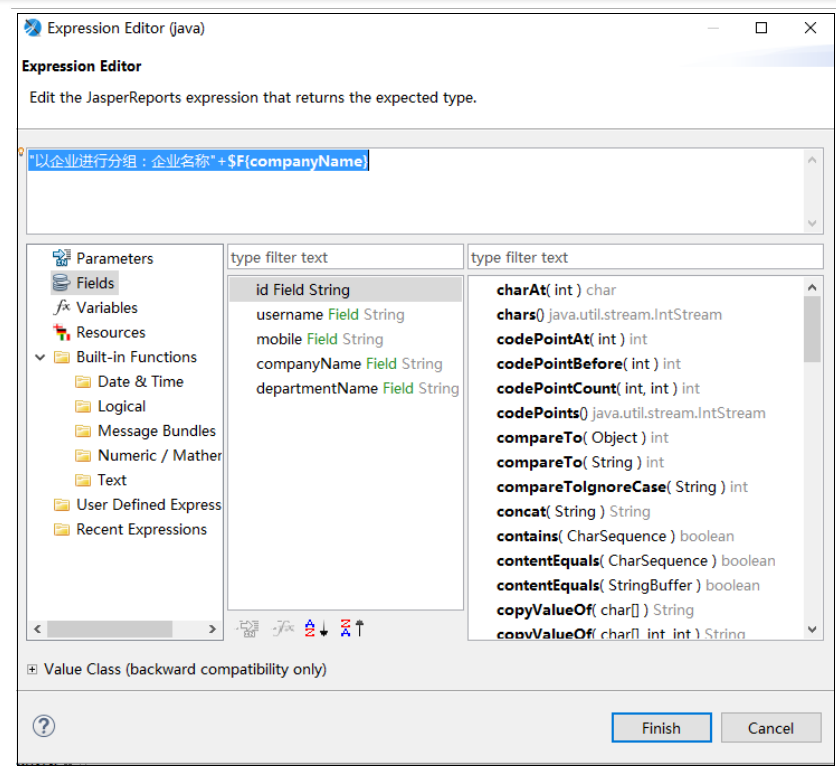 Expression Editor (java)
Expression Editor
Edit the JasperReports expression that returns the expected type.
"以企业进行分组：企业名称"+$F{companyName}
Parameters
Fields
Variables
Resources
Built-in Functions
Date & Time
Logical
Message Bundles
Numeric / Mather
Text
User Defined Express
Recent Expressions
type filter text
id Field String
username Field String
mobile Field String
companyName Field String
departmentName Field String
type filter text
charAt( int ) char
chars() java.util.stream.IntStream
codePointAt( int ) int
codePointBefore( int ) int
codePointCount( int, int ) int
codePoints() java.util.stream.IntStream
compareTo( Object ) int
compareTo( String ) int
compareToIgnoreCase( String ) int
concat( String ) String
contains( CharSequence ) boolean
contentEquals( CharSequence ) boolean
contentEquals( StringBuffer ) boolean
copyValueOf( char[] ) String
copyValueOf( char[], int, int ) String
Value Class (backward compatibility only)
Finish
Cancel